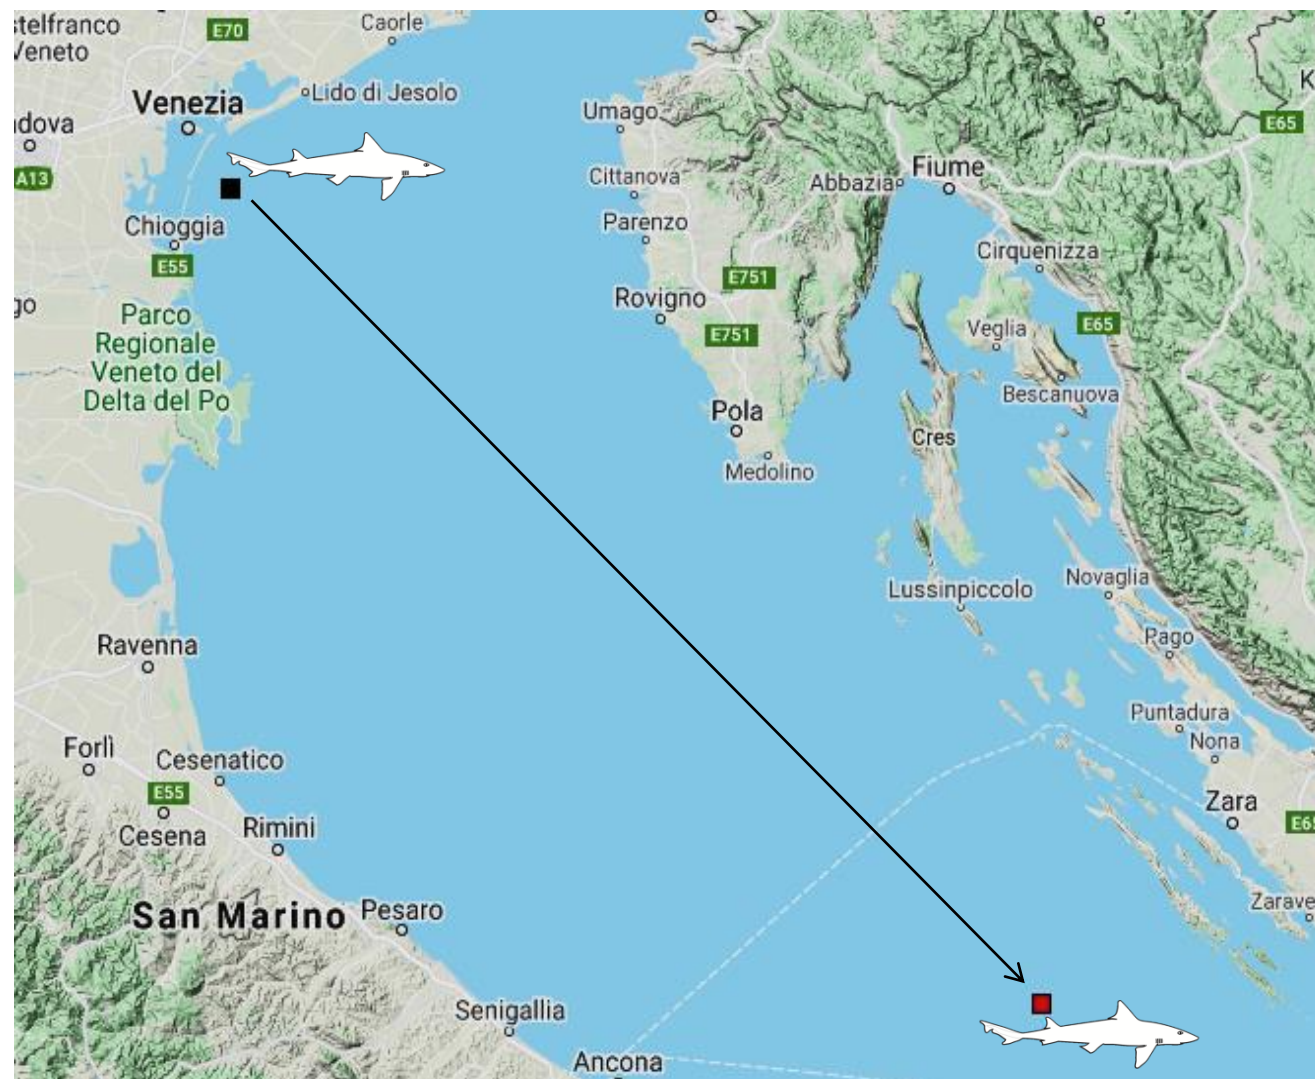 stelfranco
Veneto
E70
Caorle
Venezia
Lido di Jesolo
dova
A13
Chioggia
E55
go
Parco
Regionale
Veneto del
Delta del Po
Umago
Cittanova
Parenzo
Rovigno
E751
E751
Pola
Medolino
Abbazia
Fiume
K
E65
Cirquenizza
Veglia
E65
Bescanuova
Cres
Lussinpiccolo
Novaglia
Pago
Puntadura
Nona
Zara
E65
Zarave
Ravenna
Forlì
Cesenatico
E55
Cesena
Rimini
San Marino
Pesaro
Senigallia
Ancona